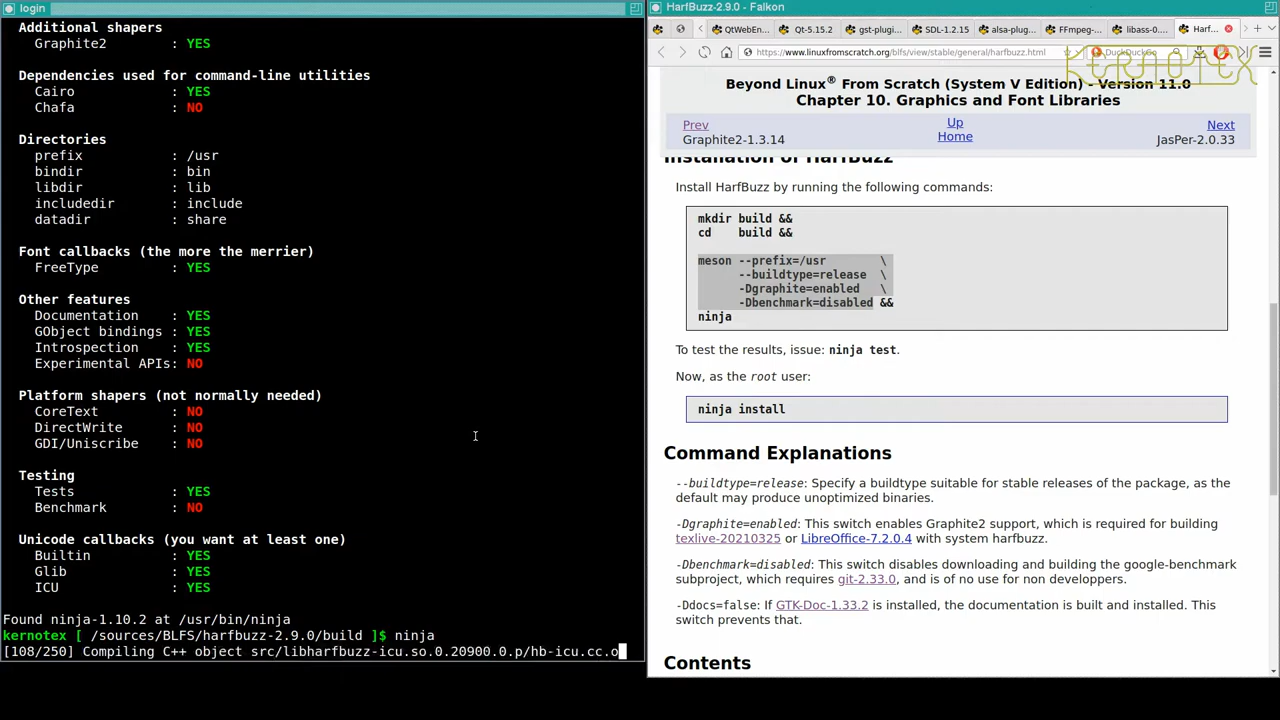 login
Additional shapers
Graphite2 : YES
Dependencies used for command-line utilities
Cairo : YES
Chafa : NO
Directories
prefix : /usr
bindir : bin
libdir : lib
includedir : include
datadir : share
Font callbacks (the more the merrier)
FreeType : YES
Other features
Documentation : YES
GObject bindings : YES
Introspection : YES
Experimental APIs: NO
Platform shapers (not normally needed)
CoreText : NO
DirectWrite : NO
GDI/Uniscribe : NO
Testing
Tests : YES
Benchmark : NO
Unicode callbacks (you want at least one)
Builtin : YES
Glib : YES
ICU : YES
Found ninja-1.10.2 at /usr/bin/ninja
kernotex [ /sources/BLFS/harfbuzz-2.9.0/build ]$ ninja
[108/250] Compiling C++ object src/libharfbuzz-icu.so.0.20900.0.p/hb-icu.cc.o
HarfBuzz-2.9.0 - Falkon
QtWebEn... Qt-5.15.2 gst-plugi... SDL-1.2.15 alsa-plug... FFmpeg-... libass-0.... Harf...
https://www.linuxfromscratch.org/blfs/view/stable/general/harfbuzz.html DuckDuckGo
KERNOTEX
Beyond Linux® From Scratch (System V Edition) - Version 11.0
Chapter 10. Graphics and Font Libraries
Prev Up Next
Graphite2-1.3.14 Home JasPer-2.0.33
Installation of HarfBuzz
Install HarfBuzz by running the following commands:
mkdir build &&
cd build &&
meson --prefix=/usr \
--buildtype=release \
-Dgraphite=enabled \
-Dbenchmark=disabled &&
ninja
To test the results, issue: ninja test.
Now, as the root user:
ninja install
Command Explanations
--buildtype=release: Specify a buildtype suitable for stable releases of the package, as the
default may produce unoptimized binaries.
-Dgraphite=enabled: This switch enables Graphite2 support, which is required for building
texlive-20210325 or LibreOffice-7.2.0.4 with system harfbuzz.
-Dbenchmark=disabled: This switch disables downloading and building the google-benchmark
subproject, which requires git-2.33.0, and is of no use for non developpers.
-Ddocs=false: If GTK-Doc-1.33.2 is installed, the documentation is built and installed. This
switch prevents that.
Contents